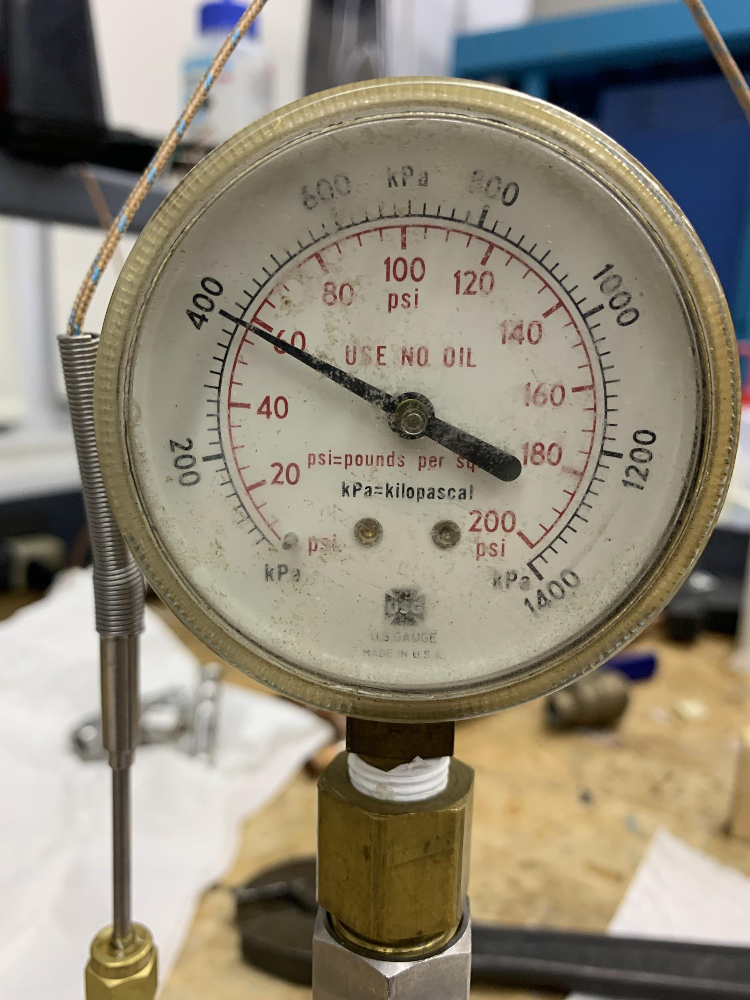 600 kPa 800
400
1000
100
80
120
psi
60
140
USE NO OIL
160
40
200
1200
180
psi=pounds per sq
20
kPa=kilopascal
200
psi
psi
kPa
kPa
1400
USG
U.S.GAUGE
MADE IN U.S.A.